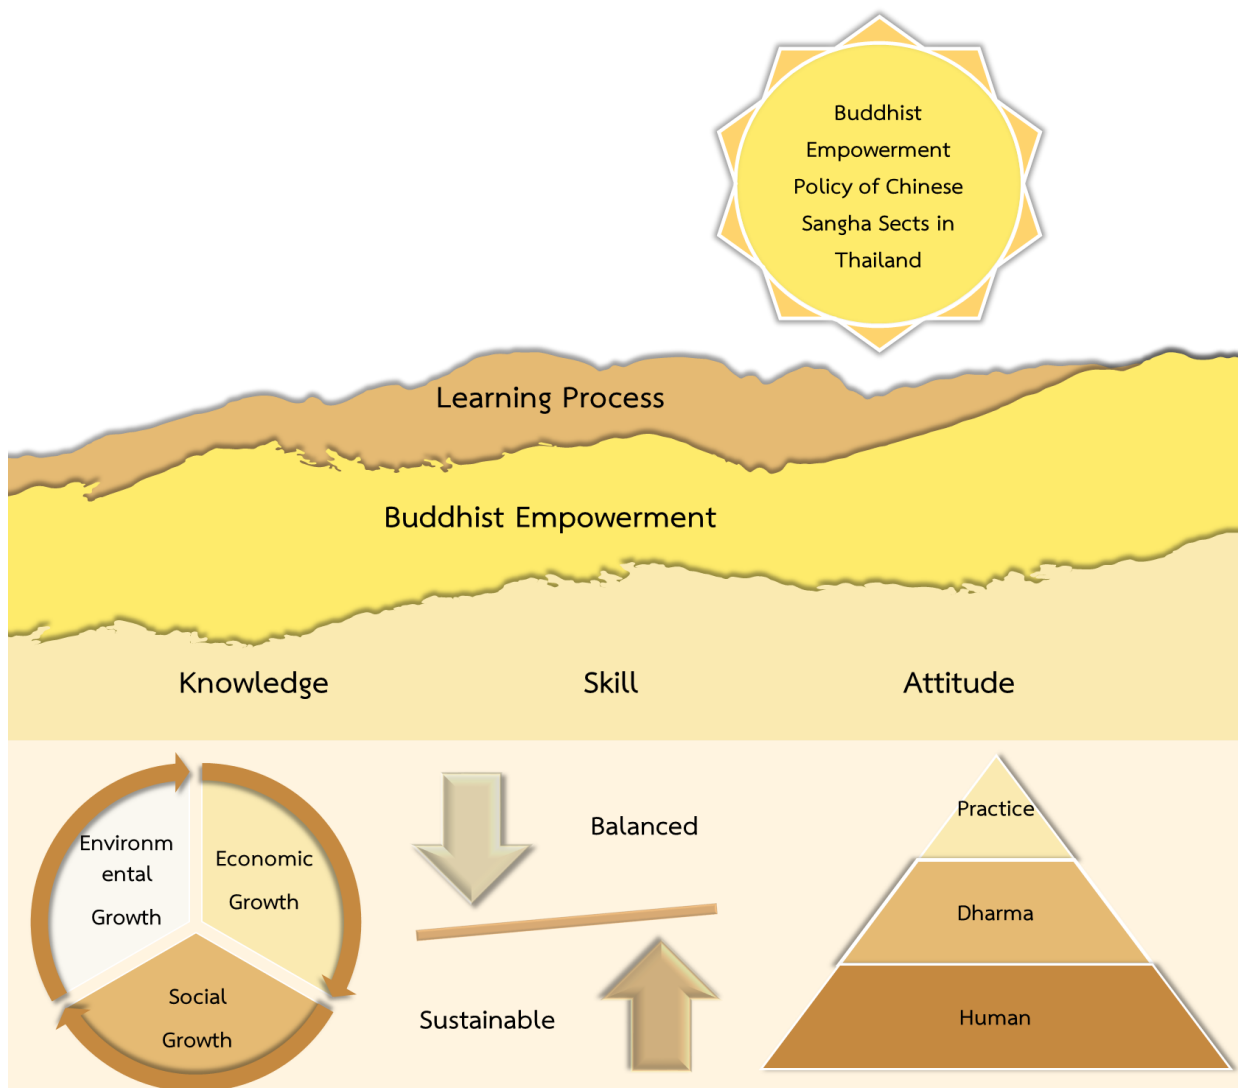 Buddhist
Empowerment
Policy of Chinese
Sangha Sects in
Thailand
Learning Process
Buddhist Empowerment
Knowledge
Skill
Attitude
Environm
ental
Growth
Economic
Growth
Social
Growth
Balanced
Sustainable
Practice
Dharma
Human